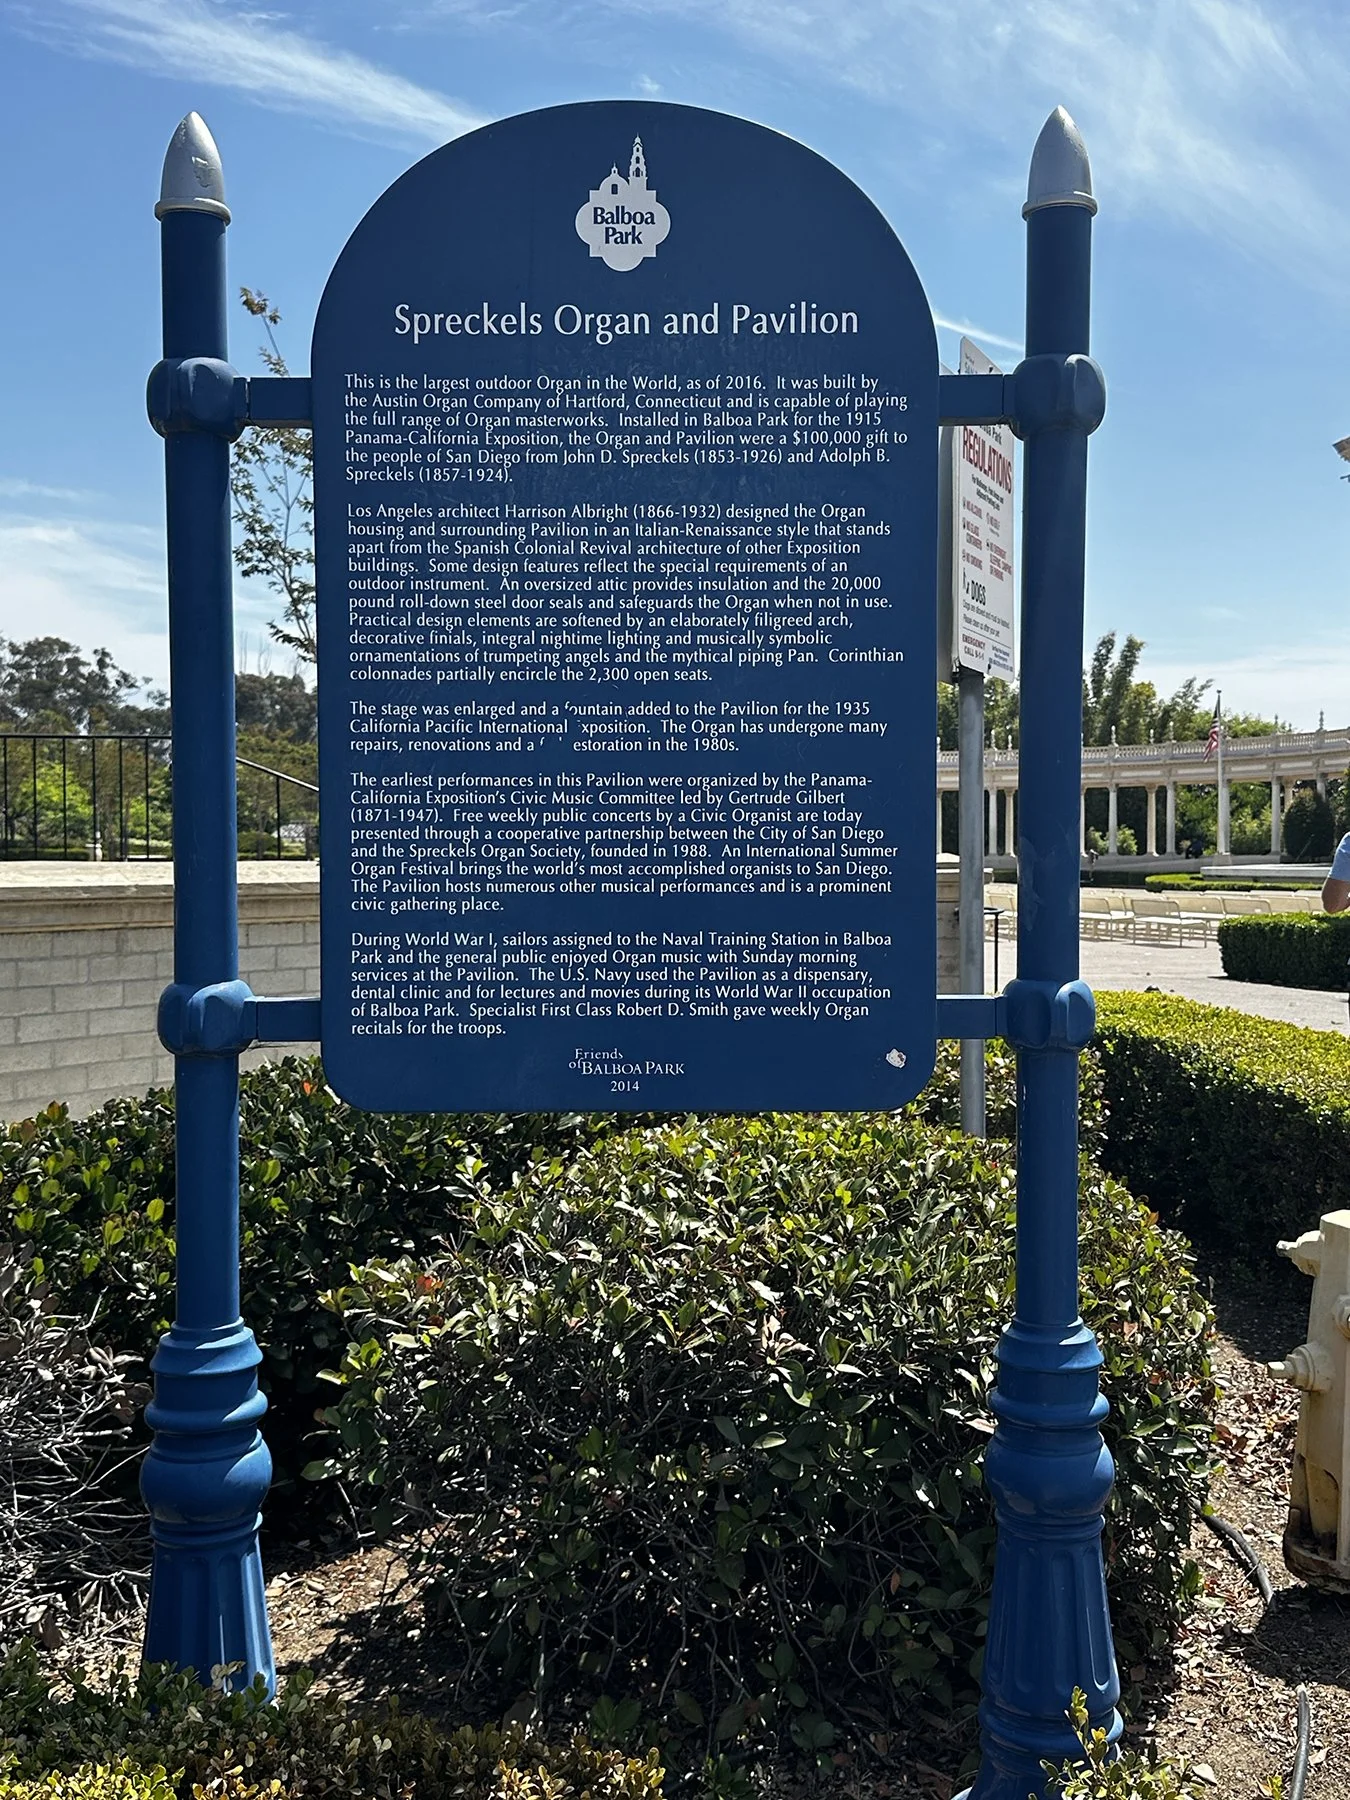 Balboa
Park
Spreckels Organ and Pavilion
This is the largest outdoor Organ in the World, as of 2016. It was built by
the Austin Organ Company of Hartford, Connecticut and is capable of playing
the full range of Organ masterworks. Installed in Balboa Park for the 1915
Panama-California Exposition, the Organ and Pavilion were a $100,000 gift to
the people of San Diego from John D. Spreckels (1853-1926) and Adolph B.
Spreckels (1857-1924).
Los Angeles architect Harrison Albright (1866-1932) designed the Organ
housing and surrounding Pavilion in an Italian-Renaissance style that stands
apart from the Spanish Colonial Revival architecture of other Exposition
buildings. Some design features reflect the special requirements of an
outdoor instrument. An oversized attic provides insulation and the 20,000
pound roll-down steel door seals and safeguards the Organ when not in use.
Practical design elements are softened by an elaborately filigreed arch,
decorative finials, integral nightime lighting and musically symbolic
ornamentations of trumpeting angels and the mythical piping Pan. Corinthian
colonnades partially encircle the 2,300 open seats.
The stage was enlarged and a fountain added to the Pavilion for the 1935
California Pacific International xposition. The Organ has undergone many
repairs, renovations and a f estoration in the 1980s.
The earliest performances in this Pavilion were organized by the Panama-
California Exposition's Civic Music Committee led by Gertrude Gilbert
(1871-1947). Free weekly public concerts by a Civic Organist are today
presented through a cooperative partnership between the City of San Diego
and the Spreckels Organ Society, founded in 1988. An International Summer
Organ Festival brings the world's most accomplished organists to San Diego.
The Pavilion hosts numerous other musical performances and is a prominent
civic gathering place.
During World War I, sailors assigned to the Naval Training Station in Balboa
Park and the general public enjoyed Organ music with Sunday morning
services at the Pavilion. The U.S. Navy used the Pavilion as a dispensary,
dental clinic and for lectures and movies during its World War II occupation
of Balboa Park. Specialist First Class Robert D. Smith gave weekly Organ
recitals for the troops.
Friends
of BALBOA PARK
2014
REGULATIONS
DOGS
EMERGENCY
CALL 9-1-1